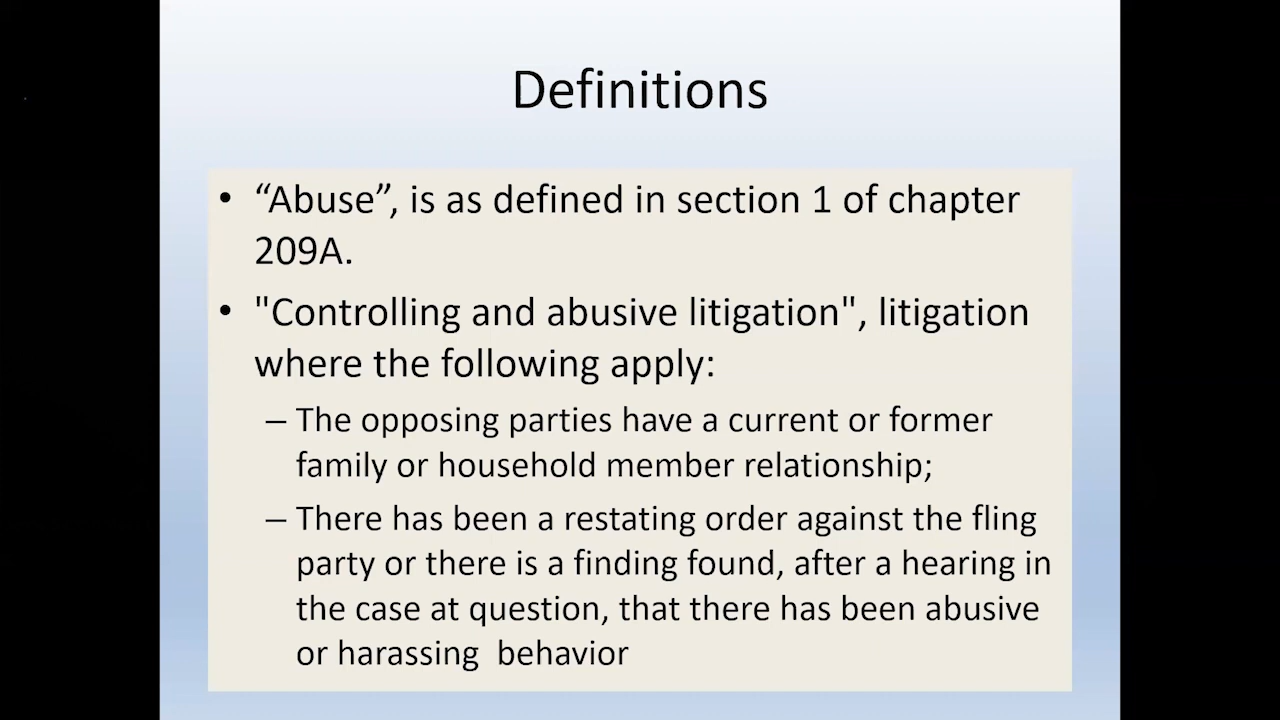 Definitions
• “Abuse”, is as defined in section 1 of chapter
209A.
• "Controlling and abusive litigation", litigation
where the following apply:
– The opposing parties have a current or former
family or household member relationship;
– There has been a restating order against the fling
party or there is a finding found, after a hearing in
the case at question, that there has been abusive
or harassing  behavior